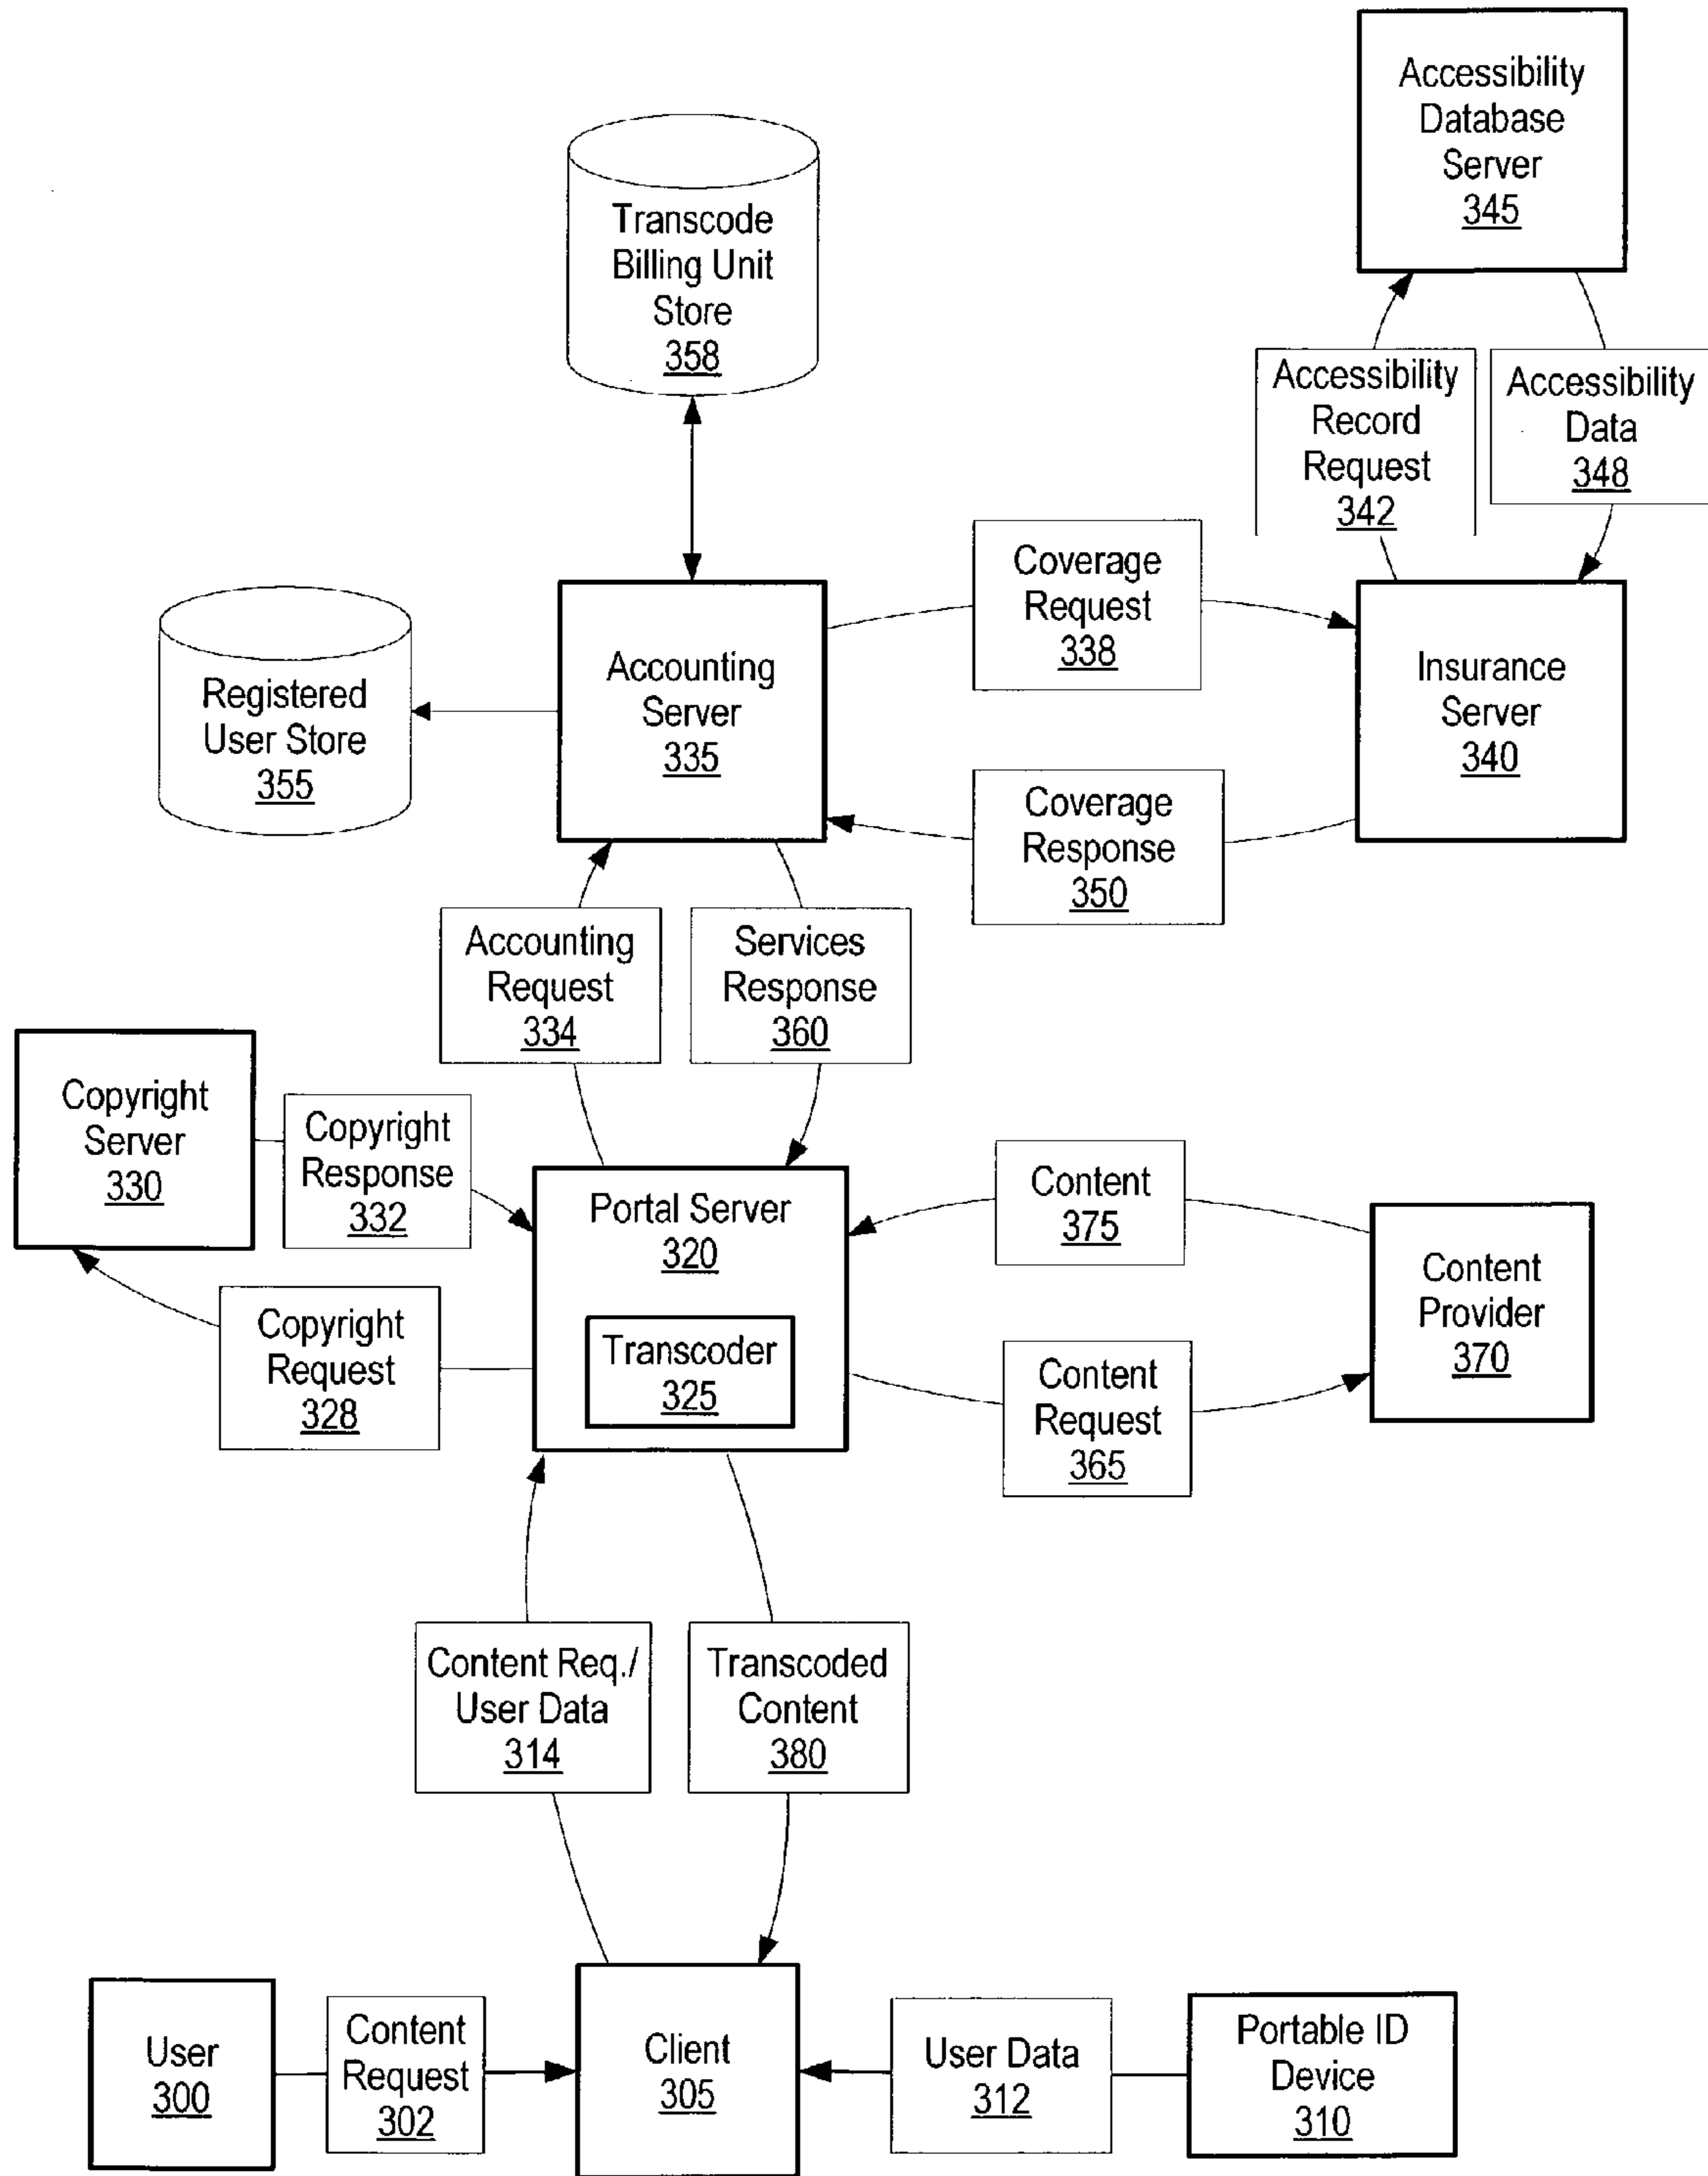 Accessibility
Database
Server
345
Transcode
Billing Unit
Store
358
Accessibility
Record
Request
342
Accessibility
Data
348
Coverage
Request
338
Registered
User Store
355
Accounting
Server
335
Insurance
Server
340
Coverage
Response
350
Accounting
Request
334
Services
Response
360
Copyright
Server
330
Copyright
Response
332
Portal Server
320
Content
375
Content
Provider
370
Copyright
Request
328
Transcoder
325
Content
Request
365
Content Req./
User Data
314
Transcoded
Content
380
User
300
Content
Request
302
Client
305
User Data
312
Portable ID
Device
310